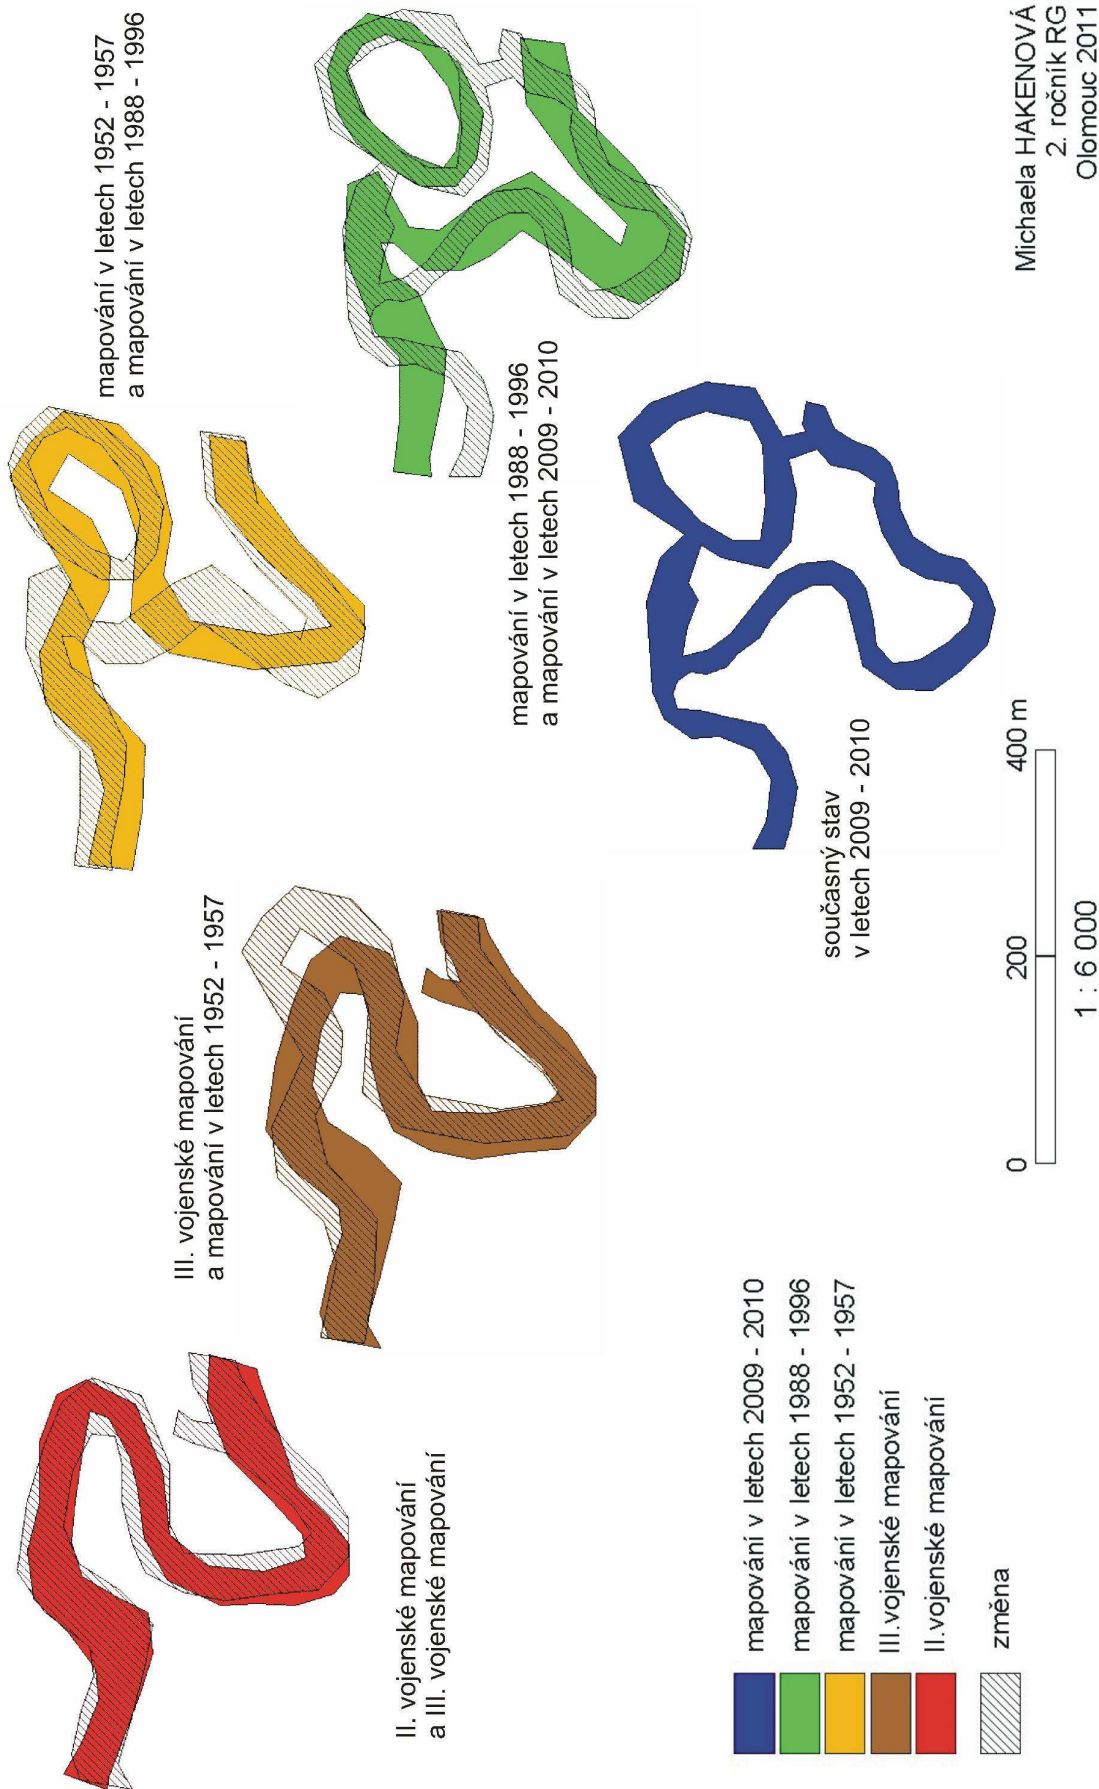 II. vojenské mapování
a III. vojenské mapování
III. vojenské mapování
a mapování v letech 1952 - 1957
mapování v letech 1952 - 1957
a mapování v letech 1988 - 1996
mapování v letech 1988 - 1996
a mapování v letech 2009 - 2010
současný stav
v letech 2009 - 2010
mapování v letech 2009 - 2010
mapování v letech 1988 - 1996
mapování v letech 1952 - 1957
III.vojenské mapování
II.vojenské mapování
změna
0 200 400 m
1 : 6 000
Michaela HAKENOVÁ
2. ročník RG
Olomouc 2011